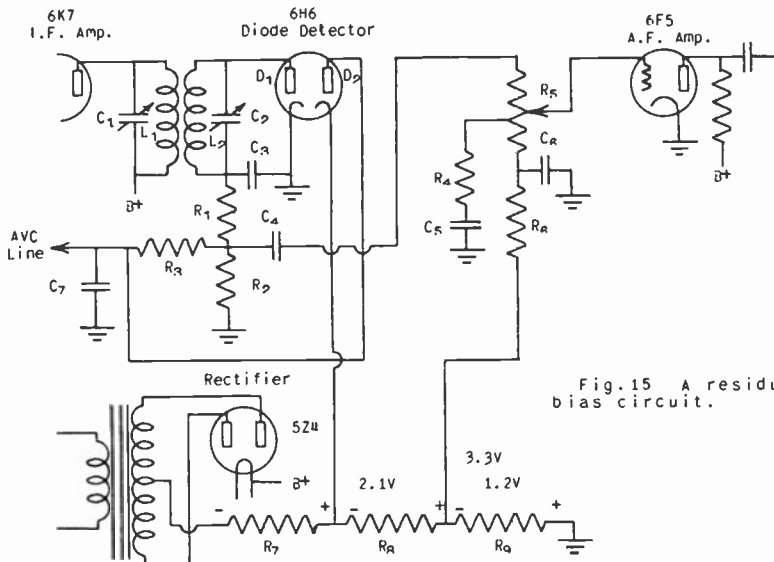 6K7
I.F. Amp.
6H6
Diode Detector
6F5
A.F. Amp.
D1
D2
R5
C1
L1
L2
C2
C3
C6
R4
B+
B+
R1
C4
C5
R6
AVC
Line
R3
R2
C7
Rectifier
5Z4
Fig.15 A residu
bias circuit.
B+
2.1V
3.3V
1.2V
- + - + - +
R7
R8
R9